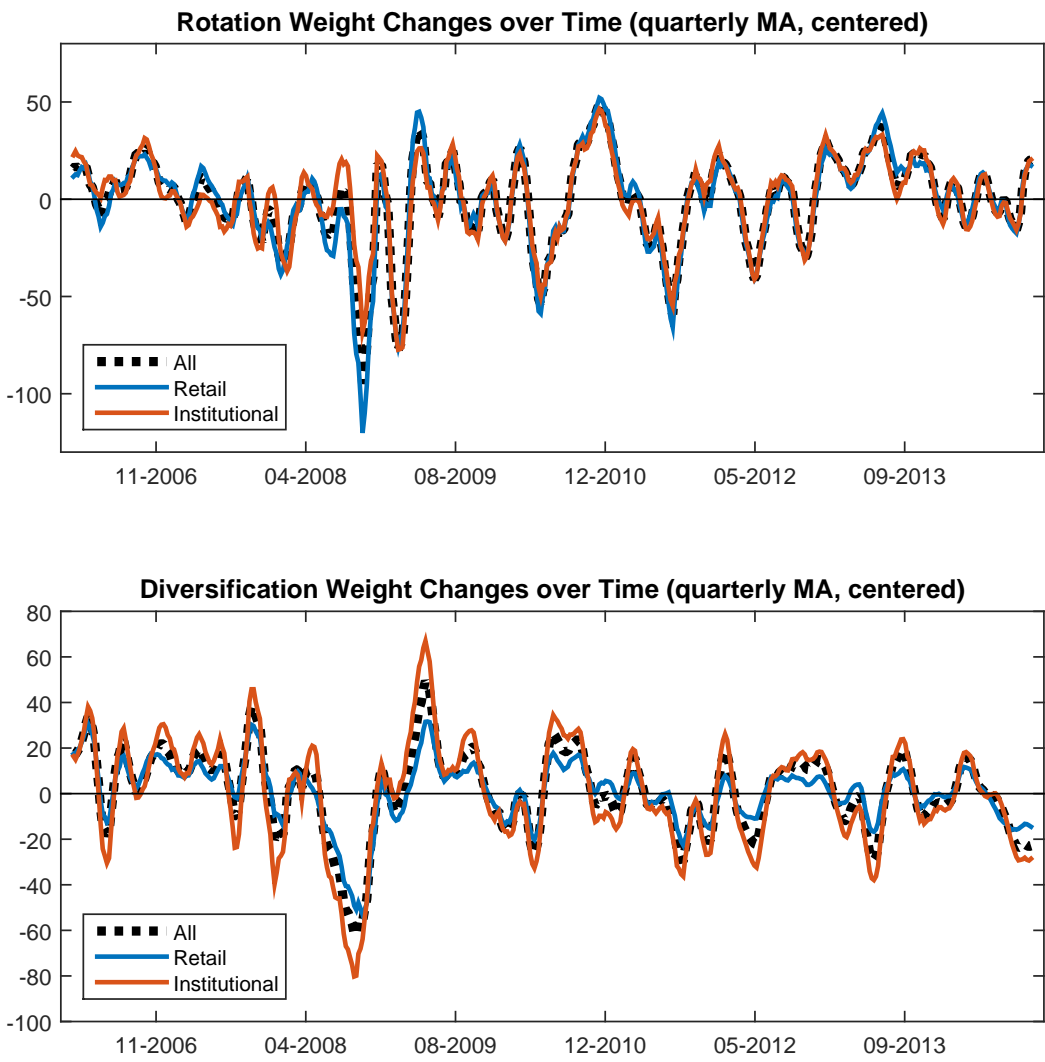 Rotation Weight Changes over Time (quarterly MA, centered)
50
0
-50
-100
All
Retail
Institutional
11-2006 04-2008 08-2009 12-2010 05-2012 09-2013
Diversification Weight Changes over Time (quarterly MA, centered)
80
60
40
20
0
-20
-40
-60
-80
-100
All
Retail
Institutional
11-2006 04-2008 08-2009 12-2010 05-2012 09-2013